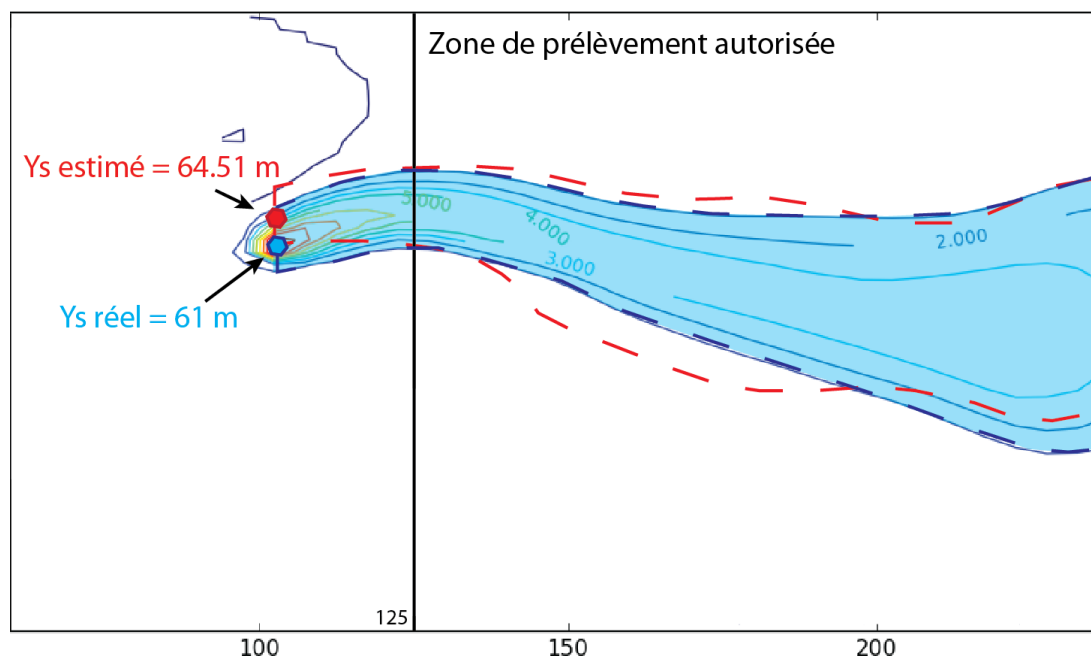 Zone de prélèvement autorisée
Ys estimé = 64.51 m
5.000
4.000
2.000
3.000
Ys réel = 61 m
125
100
150
200